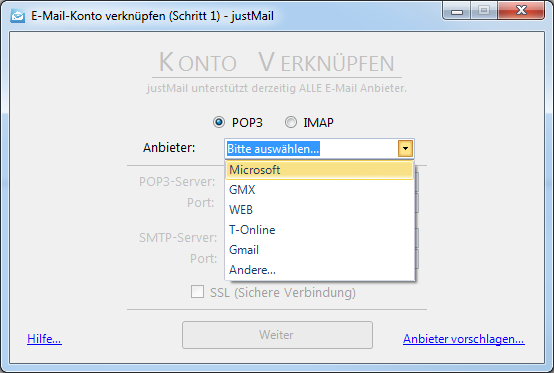 E-Mail-Konto verknüpfen (Schritt 1) - justMail
KONTO VERKNÜPFEN
justMail unterstützt derzeitig ALLE E-Mail Anbieter.
POP3 IMAP
Anbieter: Bitte auswählen...
Microsoft
POP3-Server:
GMX
Port:
WEB
T-Online
SMTP-Server:
Gmail
Port:
Andere...
SSL (Sichere Verbindung)
Weiter
Hilfe... Anbieter vorschlagen...